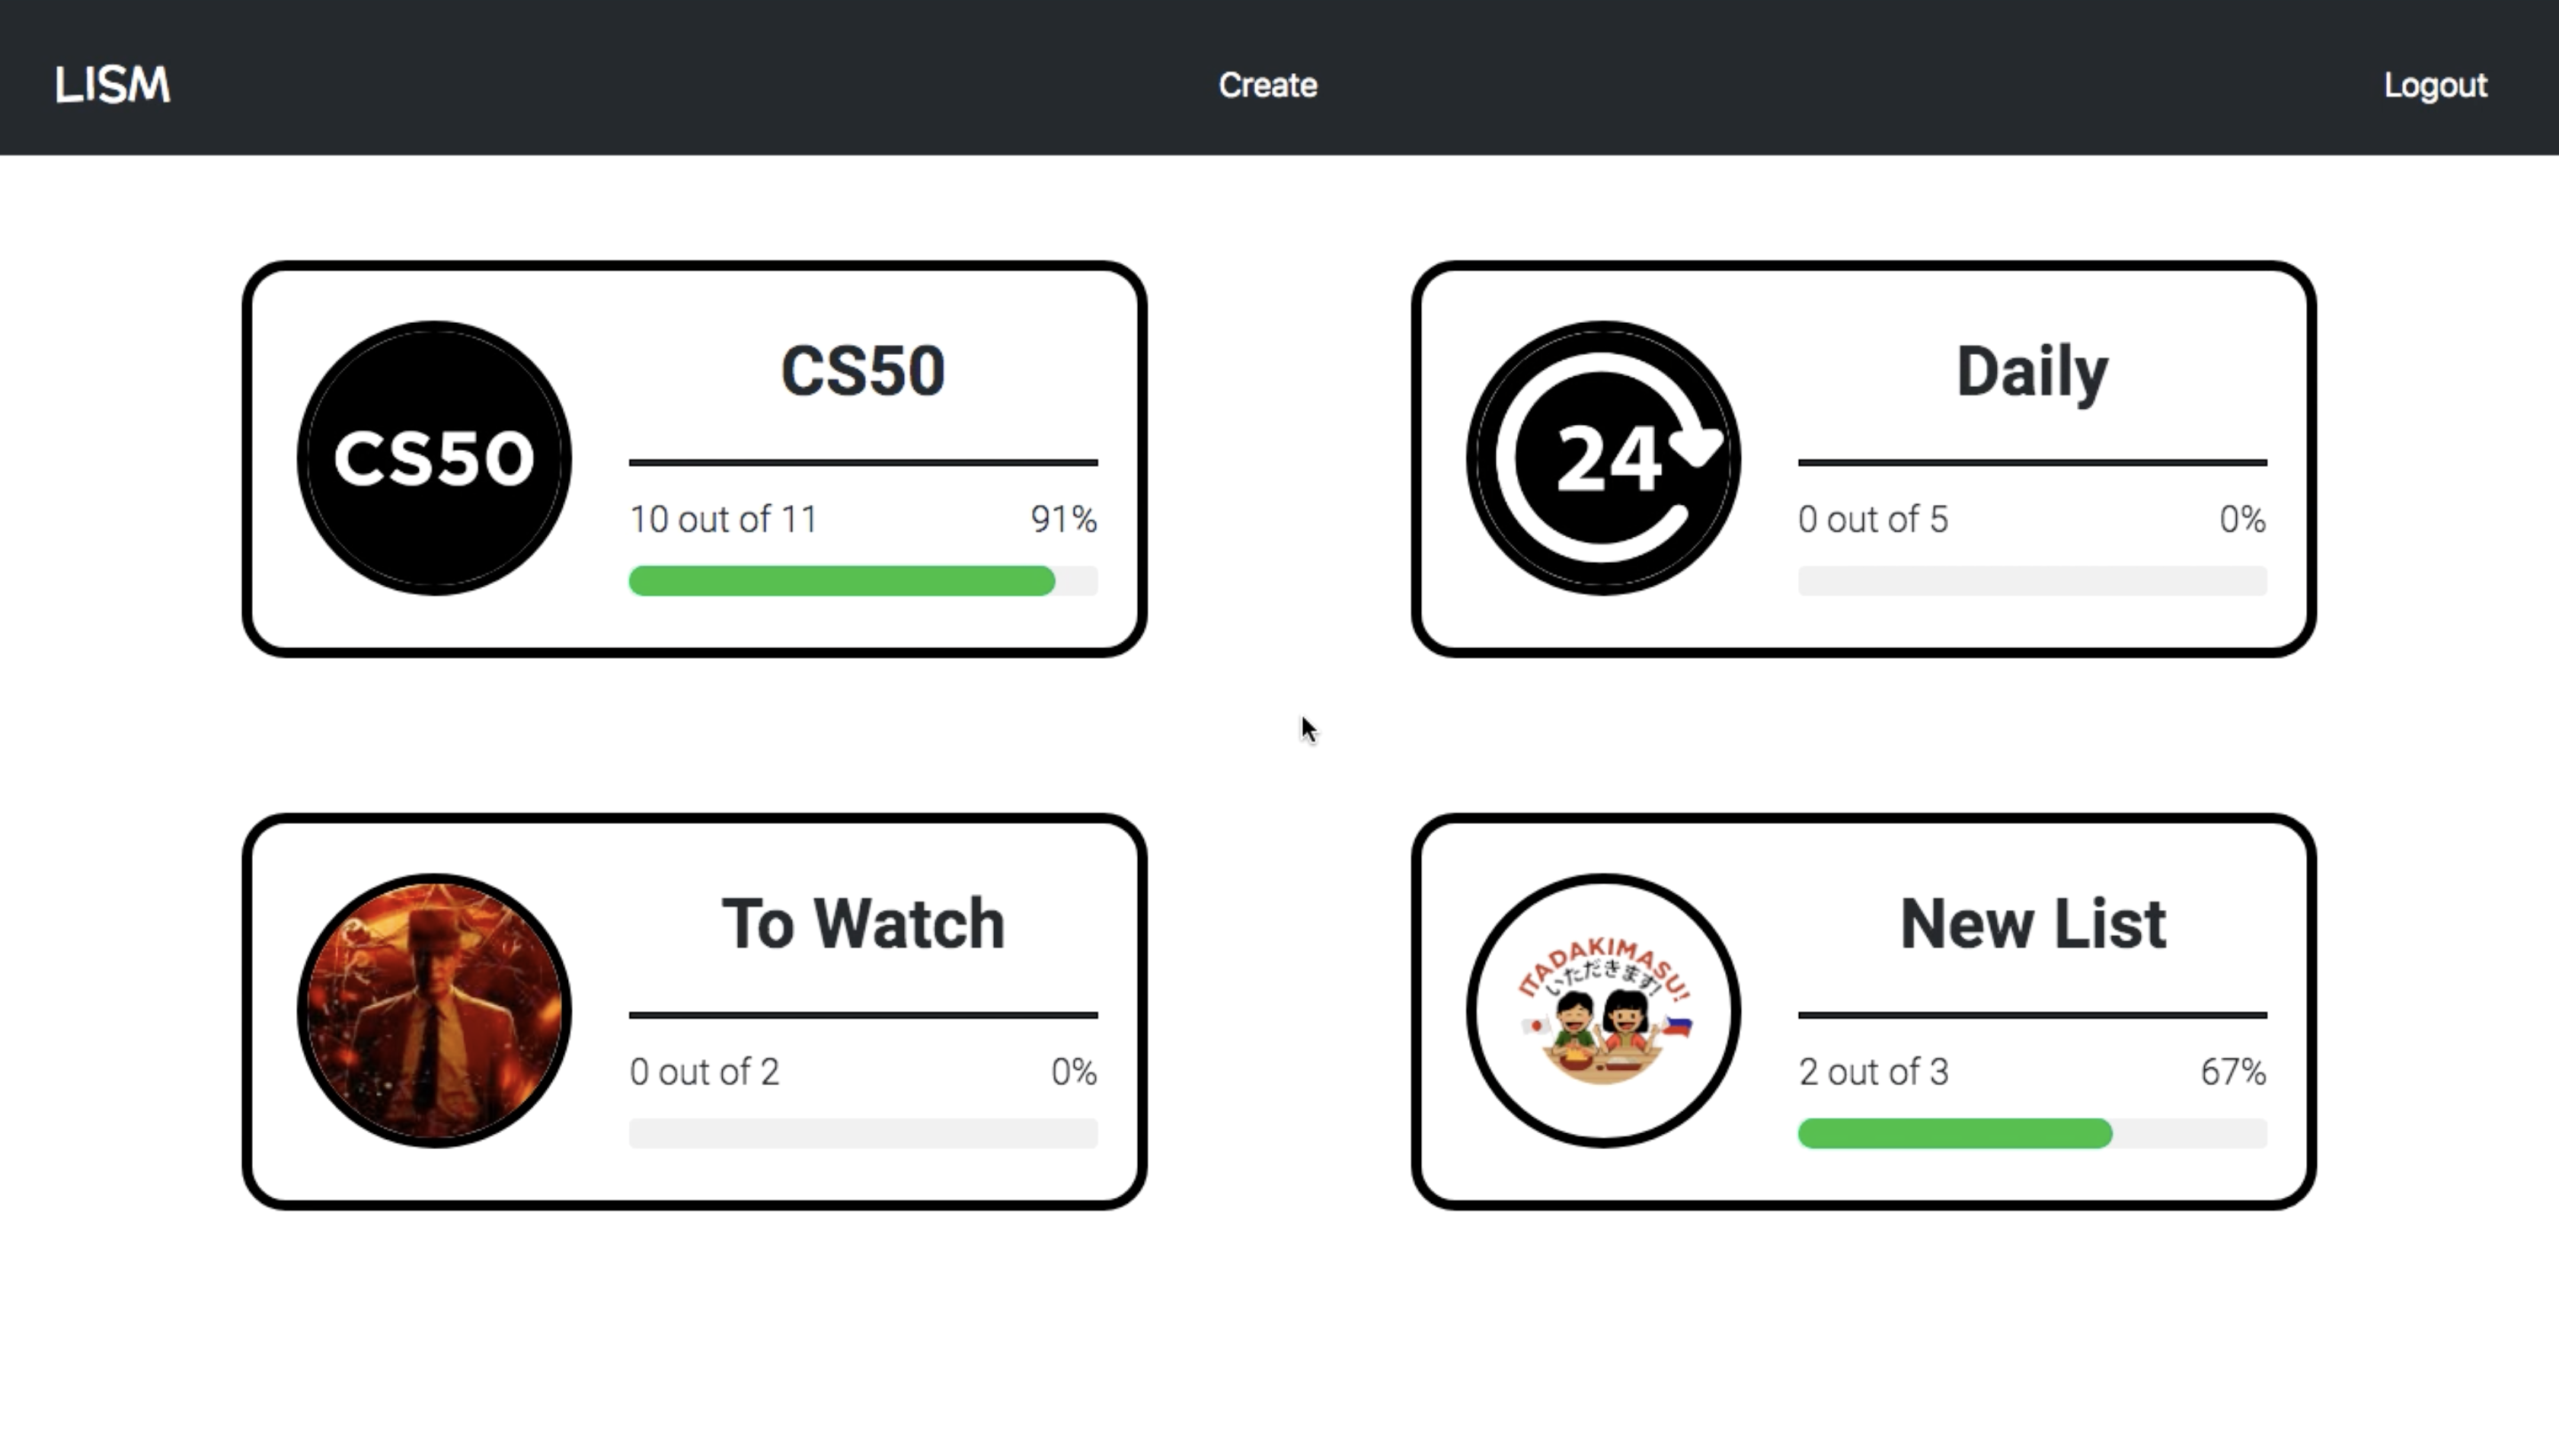 LISM
Create
Logout
CS50
CS50
10 out of 11
91%
24
Daily
0 out of 5
0%
To Watch
0 out of 2
0%
ITADAKIMASU!
いただきます!
New List
2 out of 3
67%